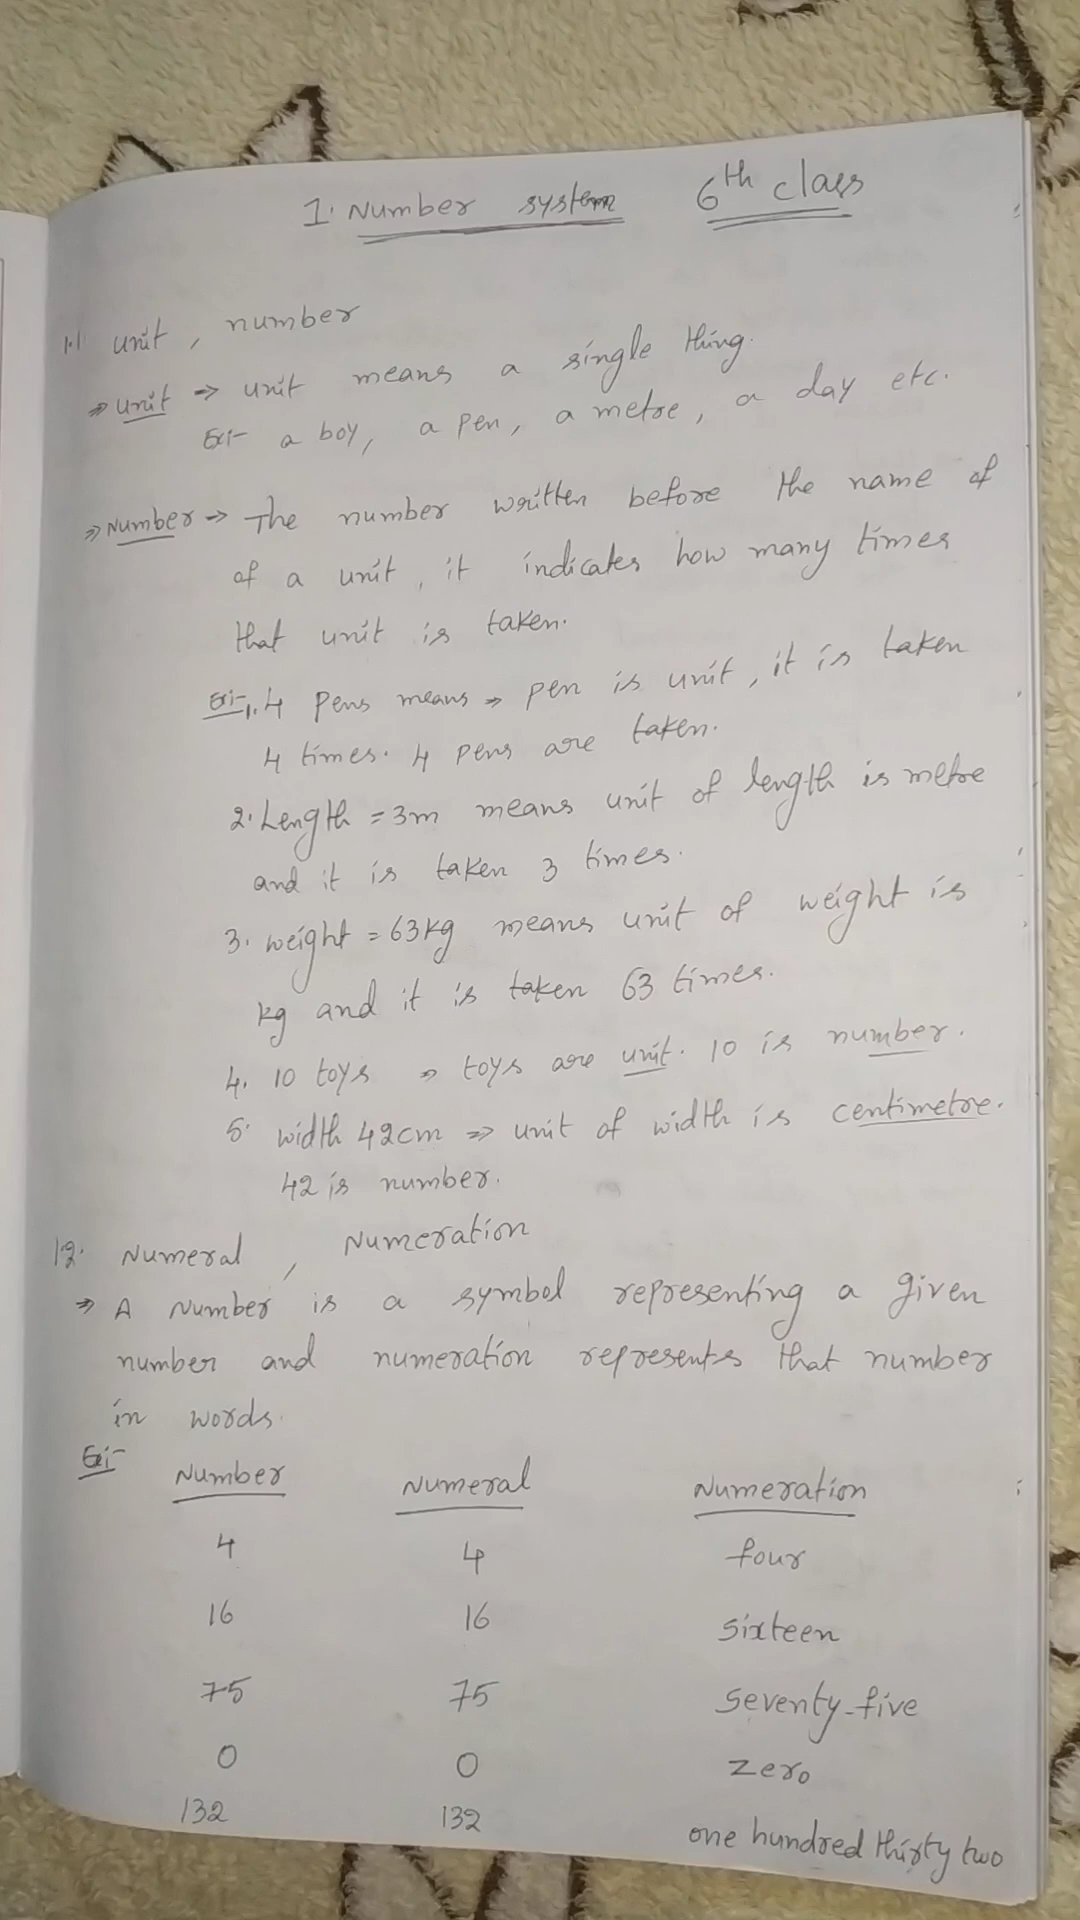 1. Number system 6th class
1.1 unit, number
⇒ unit → unit means a single thing.
Ex:- a boy, a pen, a metre, a day etc.
⇒ Number → The number written before the name of
of a unit, it indicates how many times
that unit is taken.
Ex:- 1. 4 pens means ⇒ pen is unit, it is taken
4 times. 4 pens are taken.
2. Length = 3m means unit of length is metre
and it is taken 3 times.
3. weight = 63kg means unit of weight is
kg and it is taken 63 times.
4. 10 toys ⇒ toys are unit. 10 is number.
5. width 42cm ⇒ unit of width is centimetre.
42 is number.
1.2. Numeral, Numeration
⇒ A Number is a symbol representing a given
number and numeration represents that number
in words.
Ex:-
Number Numeral Numeration
4 4 four
16 16 sixteen
75 75 seventy-five
0 0 zero
132 132 one hundred thirty two